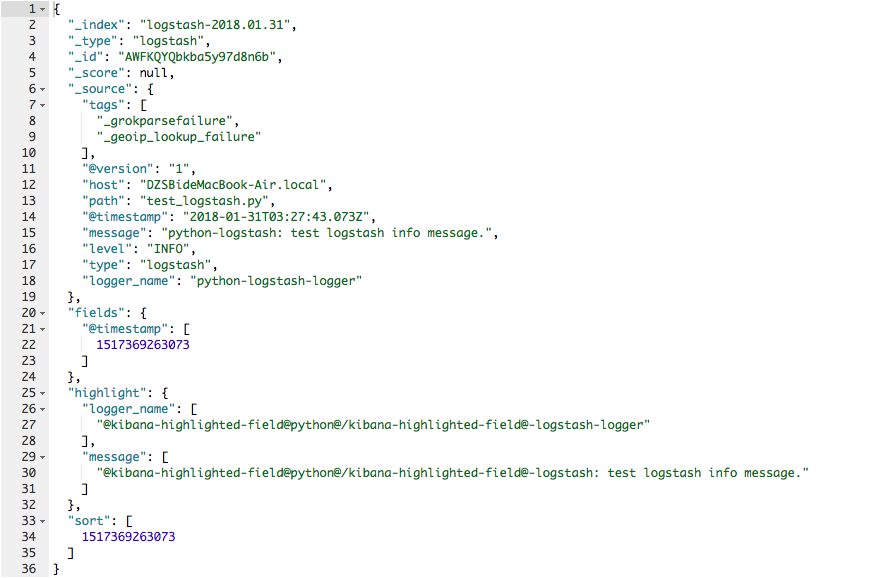 1 {
2 "_index": "logstash-2018.01.31",
3 "_type": "logstash",
4 "_id": "AWFKQYQbkba5y97d8n6b",
5 "_score": null,
6 "_source": {
7 "tags": [
8 "_grokparsefailure",
9 "_geoip_lookup_failure"
10 ],
11 "@version": "1",
12 "host": "DZSBideMacBook-Air.local",
13 "path": "test_logstash.py",
14 "@timestamp": "2018-01-31T03:27:43.073Z",
15 "message": "python-logstash: test logstash info message.",
16 "level": "INFO",
17 "type": "logstash",
18 "logger_name": "python-logstash-logger"
19 },
20 "fields": {
21 "@timestamp": [
22 1517369263073
23 ]
24 },
25 "highlight": {
26 "logger_name": [
27 "@kibana-highlighted-field@python@/kibana-highlighted-field@-logstash-logger"
28 ],
29 "message": [
30 "@kibana-highlighted-field@python@/kibana-highlighted-field@-logstash: test logstash info message."
31 ]
32 },
33 "sort": [
34 1517369263073
35 ]
36 }